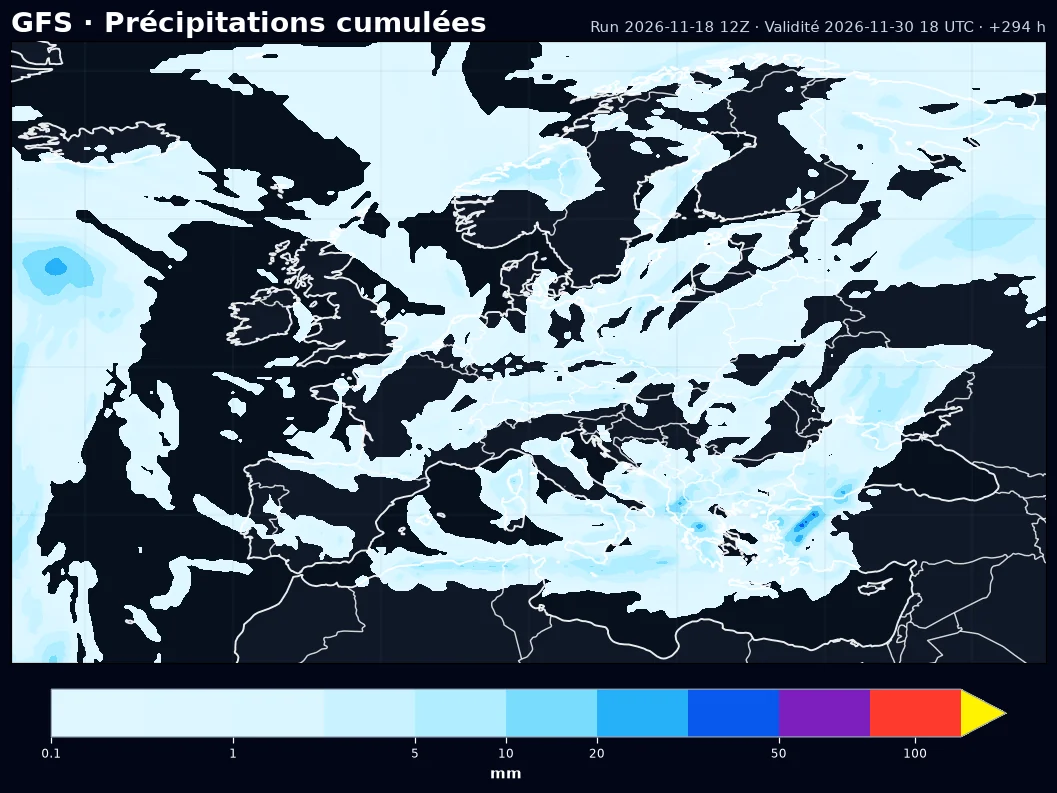 GFS · Précipitations cumulées
Run 2026-11-18 12Z · Validité 2026-11-30 18 UTC · +294 h
0.1 1 5 10 20 50 100
mm